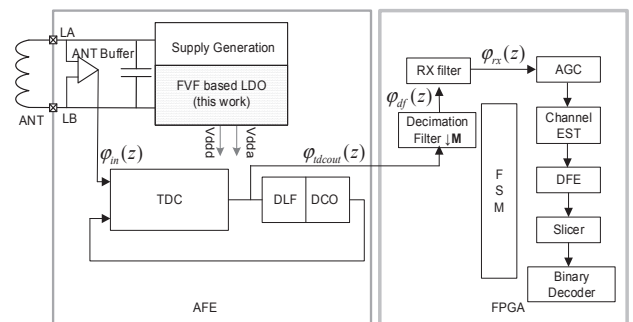 LA
ANT Buffer
Supply Generation
FVF based LDO
(this work)
ANT
LB
Vddd
Vdda
φin(z)
TDC
φtdcout(z)
DLF
DCO
AFE
RX filter
φrx(z)
AGC
φdf(z)
Decimation
Filter ↓M
Channel
EST
F
S
M
DFE
Slicer
Binary
Decoder
FPGA